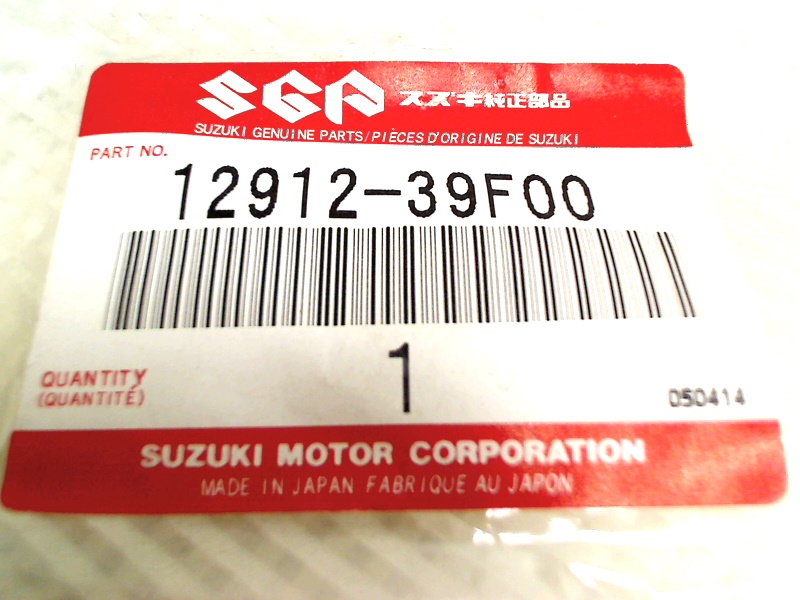 SGP スズキ純正部品
SUZUKI GENUINE PARTS/PIÈCES D'ORIGINE DE SUZUKI
PART NO.
12912-39F00
1
QUANTITY
(QUANTITÉ)
050414
SUZUKI MOTOR CORPORATION
MADE IN JAPAN FABRIQUE AU JAPON